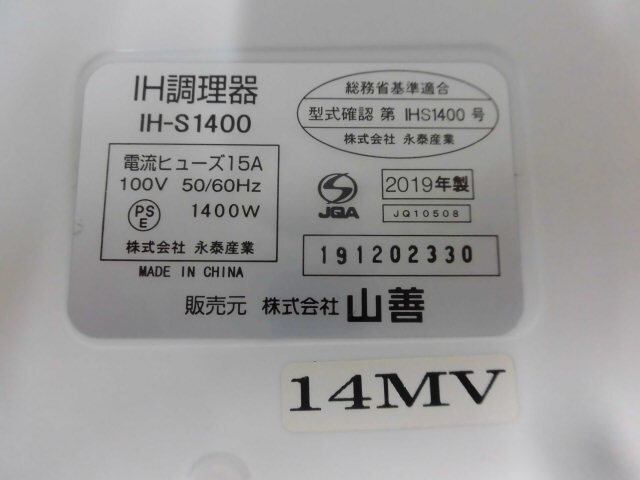 IH調理器
IH-S1400
電流ヒューズ15A
100V 50/60Hz
PS
E
1400W
株式会社 永泰産業
MADE IN CHINA
総務省基準適合
型式確認 第 IHS1400 号
株式会社 永泰産業
JQA
2019年製
JQ10508
191202330
販売元 株式会社 山善
14MV